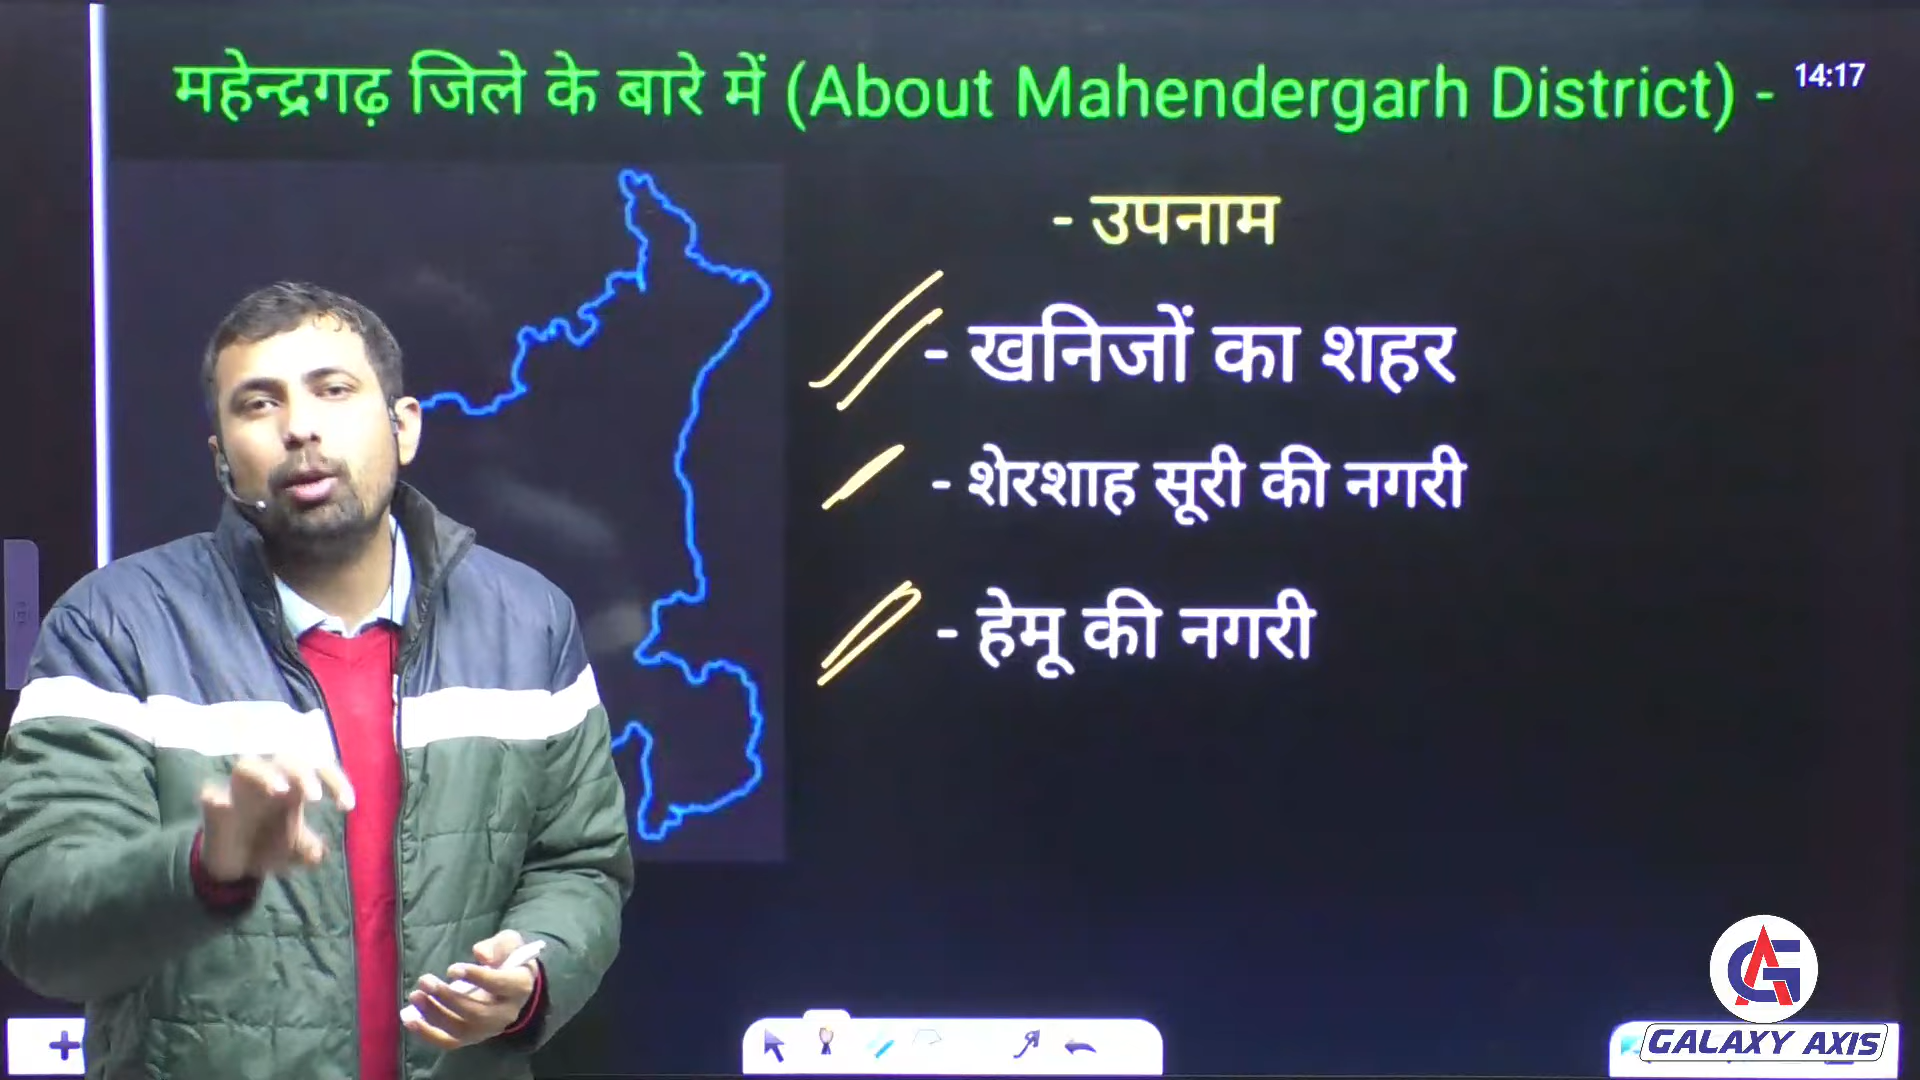 महेन्द्रगढ़ जिले के बारे में (About Mahendergarh District) -
14:17
- उपनाम
- खनिजों का शहर
- शेरशाह सूरी की नगरी
- हेमू की नगरी
GALAXY AXIS